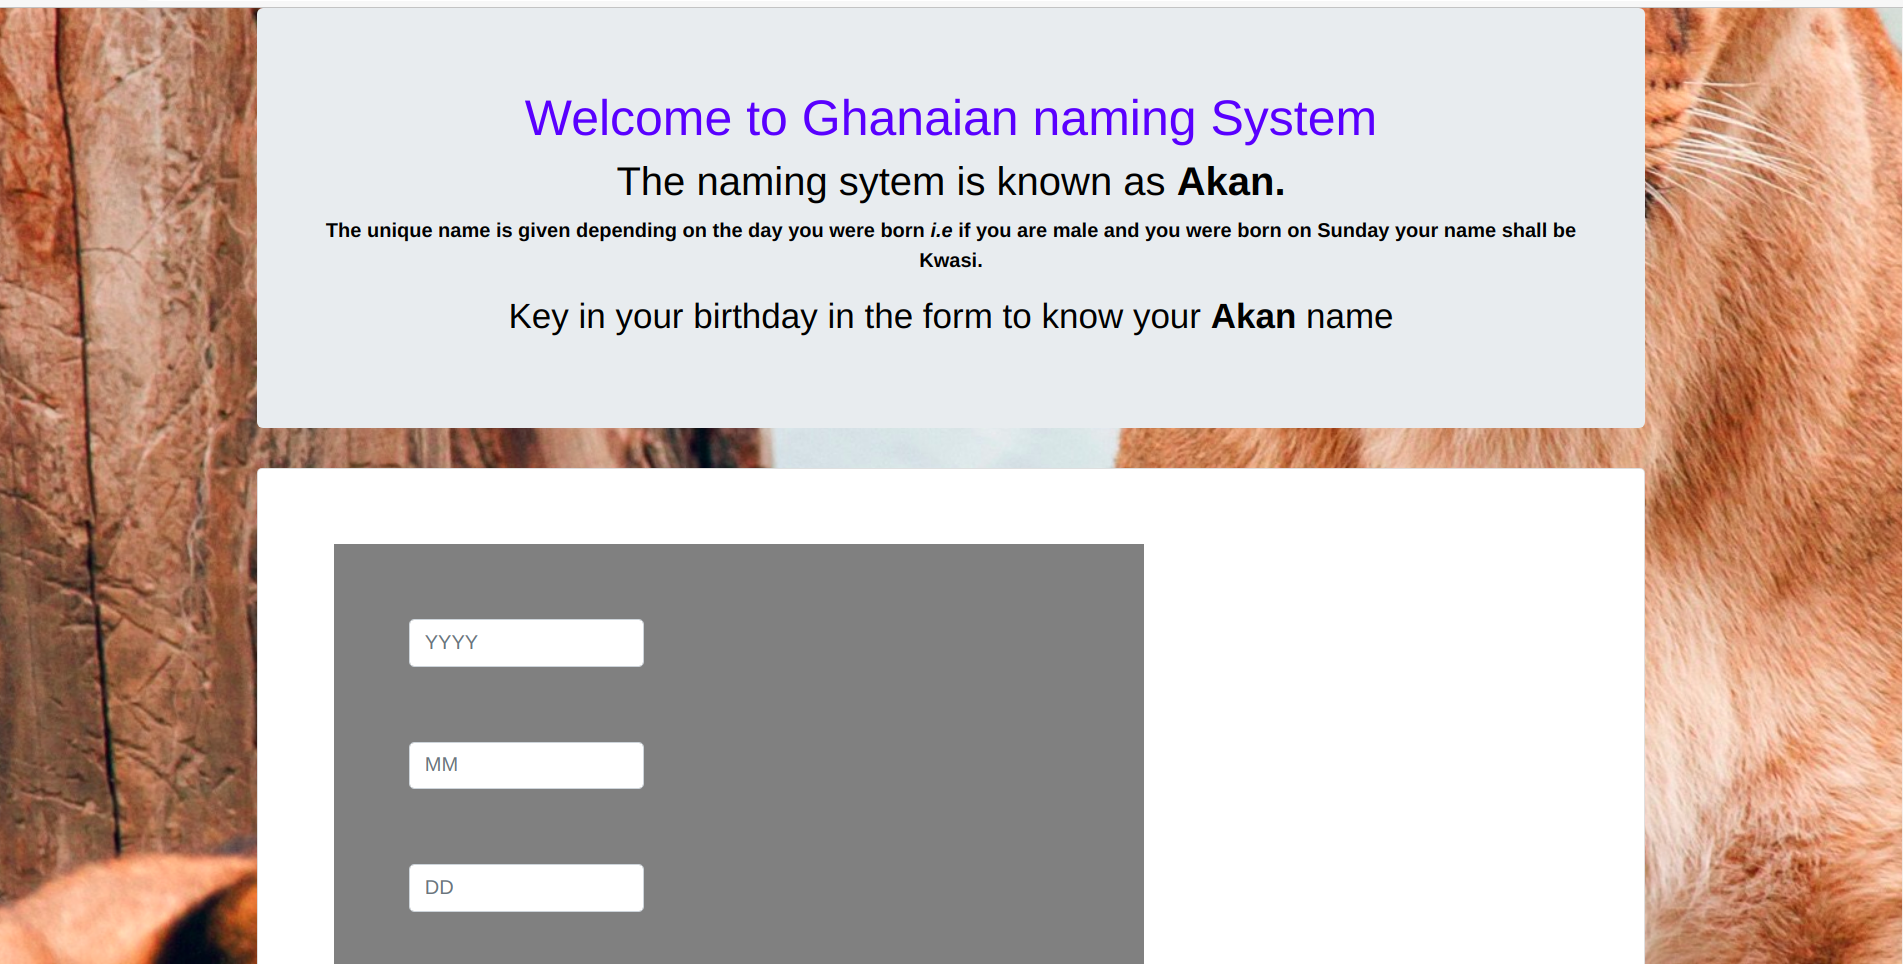 Welcome to Ghanaian naming System
The naming sytem is known as Akan.
The unique name is given depending on the day you were born i.e if you are male and you were born on Sunday your name shall be
Kwasi.
Key in your birthday in the form to know your Akan name
YYYY
MM
DD